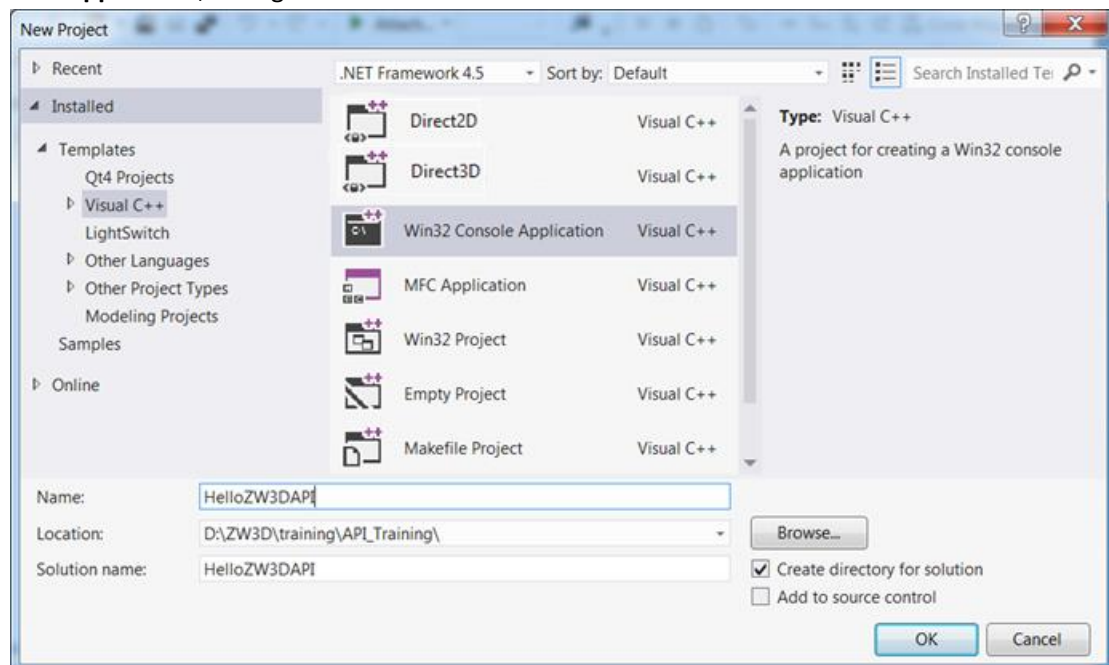 New Project
Recent
.NET Framework 4.5
Sort by: Default
Search Installed Te
Installed
Templates
Qt4 Projects
Visual C++
LightSwitch
Other Languages
Other Project Types
Modeling Projects
Samples
Online
Direct2D Visual C++
Direct3D Visual C++
Win32 Console Application Visual C++
MFC Application Visual C++
Win32 Project Visual C++
Empty Project Visual C++
Makefile Project Visual C++
Type: Visual C++
A project for creating a Win32 console
application
Name: HelloZW3DAPI
Location: D:\ZW3D\training\API_Training\
Browse...
Solution name: HelloZW3DAPI
Create directory for solution
Add to source control
OK Cancel